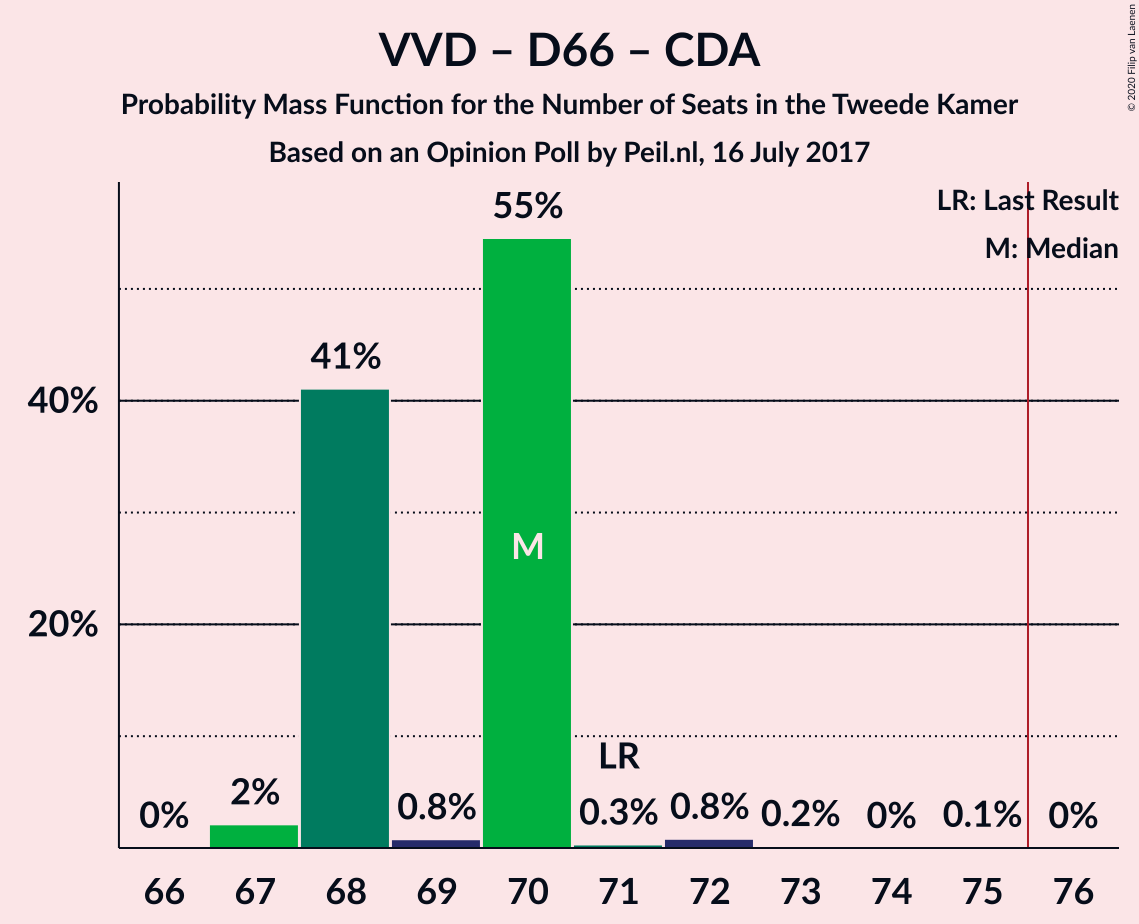 VVD – D66 – CDA
Probability Mass Function for the Number of Seats in the Tweede Kamer
Based on an Opinion Poll by Peil.nl, 16 July 2017
© 2020 Filip van Laenen
LR: Last Result
M: Median
55%
41%
40%
M
20%
LR
0% 2% 0.8% 0.3% 0.8% 0.2% 0% 0.1% 0%
66 67 68 69 70 71 72 73 74 75 76